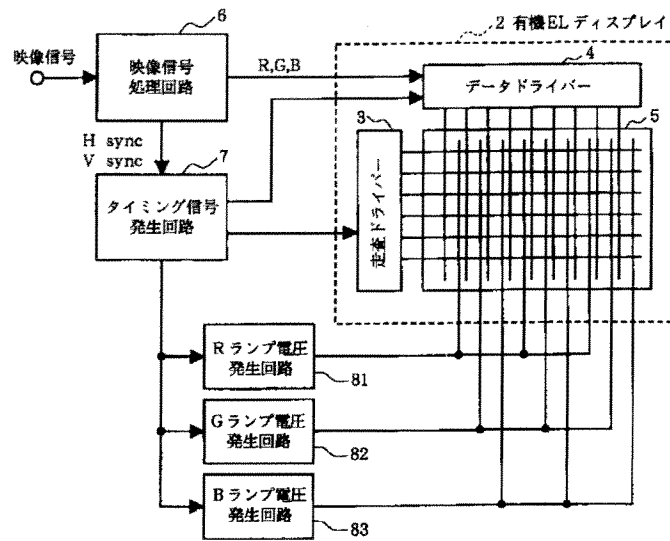 6
映像信号
映像信号
処理回路
R,G,B
2 有機ELディスプレイ
4
データドライバー
3
5
走査ドライバー
H sync
V sync
7
タイミング信号
発生回路
Rランプ電圧
発生回路
81
Gランプ電圧
発生回路
82
Bランプ電圧
発生回路
83